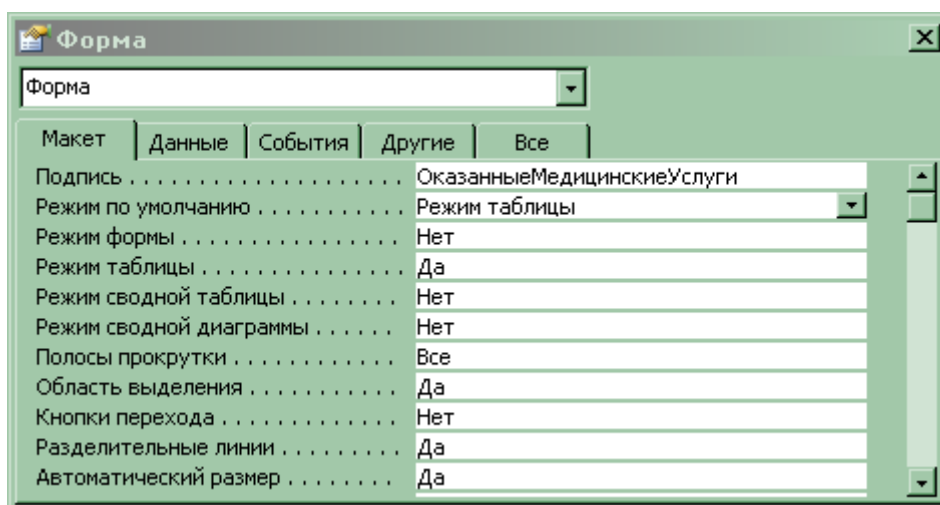 Форма
Форма
Макет Данные События Другие Все
Подпись . . . . . . . . . . . . . . . . . . . . ОказанныеМедицинскиеУслуги
Режим по умолчанию . . . . . . . . . . . Режим таблицы
Режим формы . . . . . . . . . . . . . . . . Нет
Режим таблицы . . . . . . . . . . . . . . . Да
Режим сводной таблицы . . . . . . . . Нет
Режим сводной диаграммы . . . . . . Нет
Полосы прокрутки . . . . . . . . . . . . . Все
Область выделения . . . . . . . . . . . . Да
Кнопки перехода . . . . . . . . . . . . . . Нет
Разделительные линии . . . . . . . . . Да
Автоматический размер . . . . . . . . Да